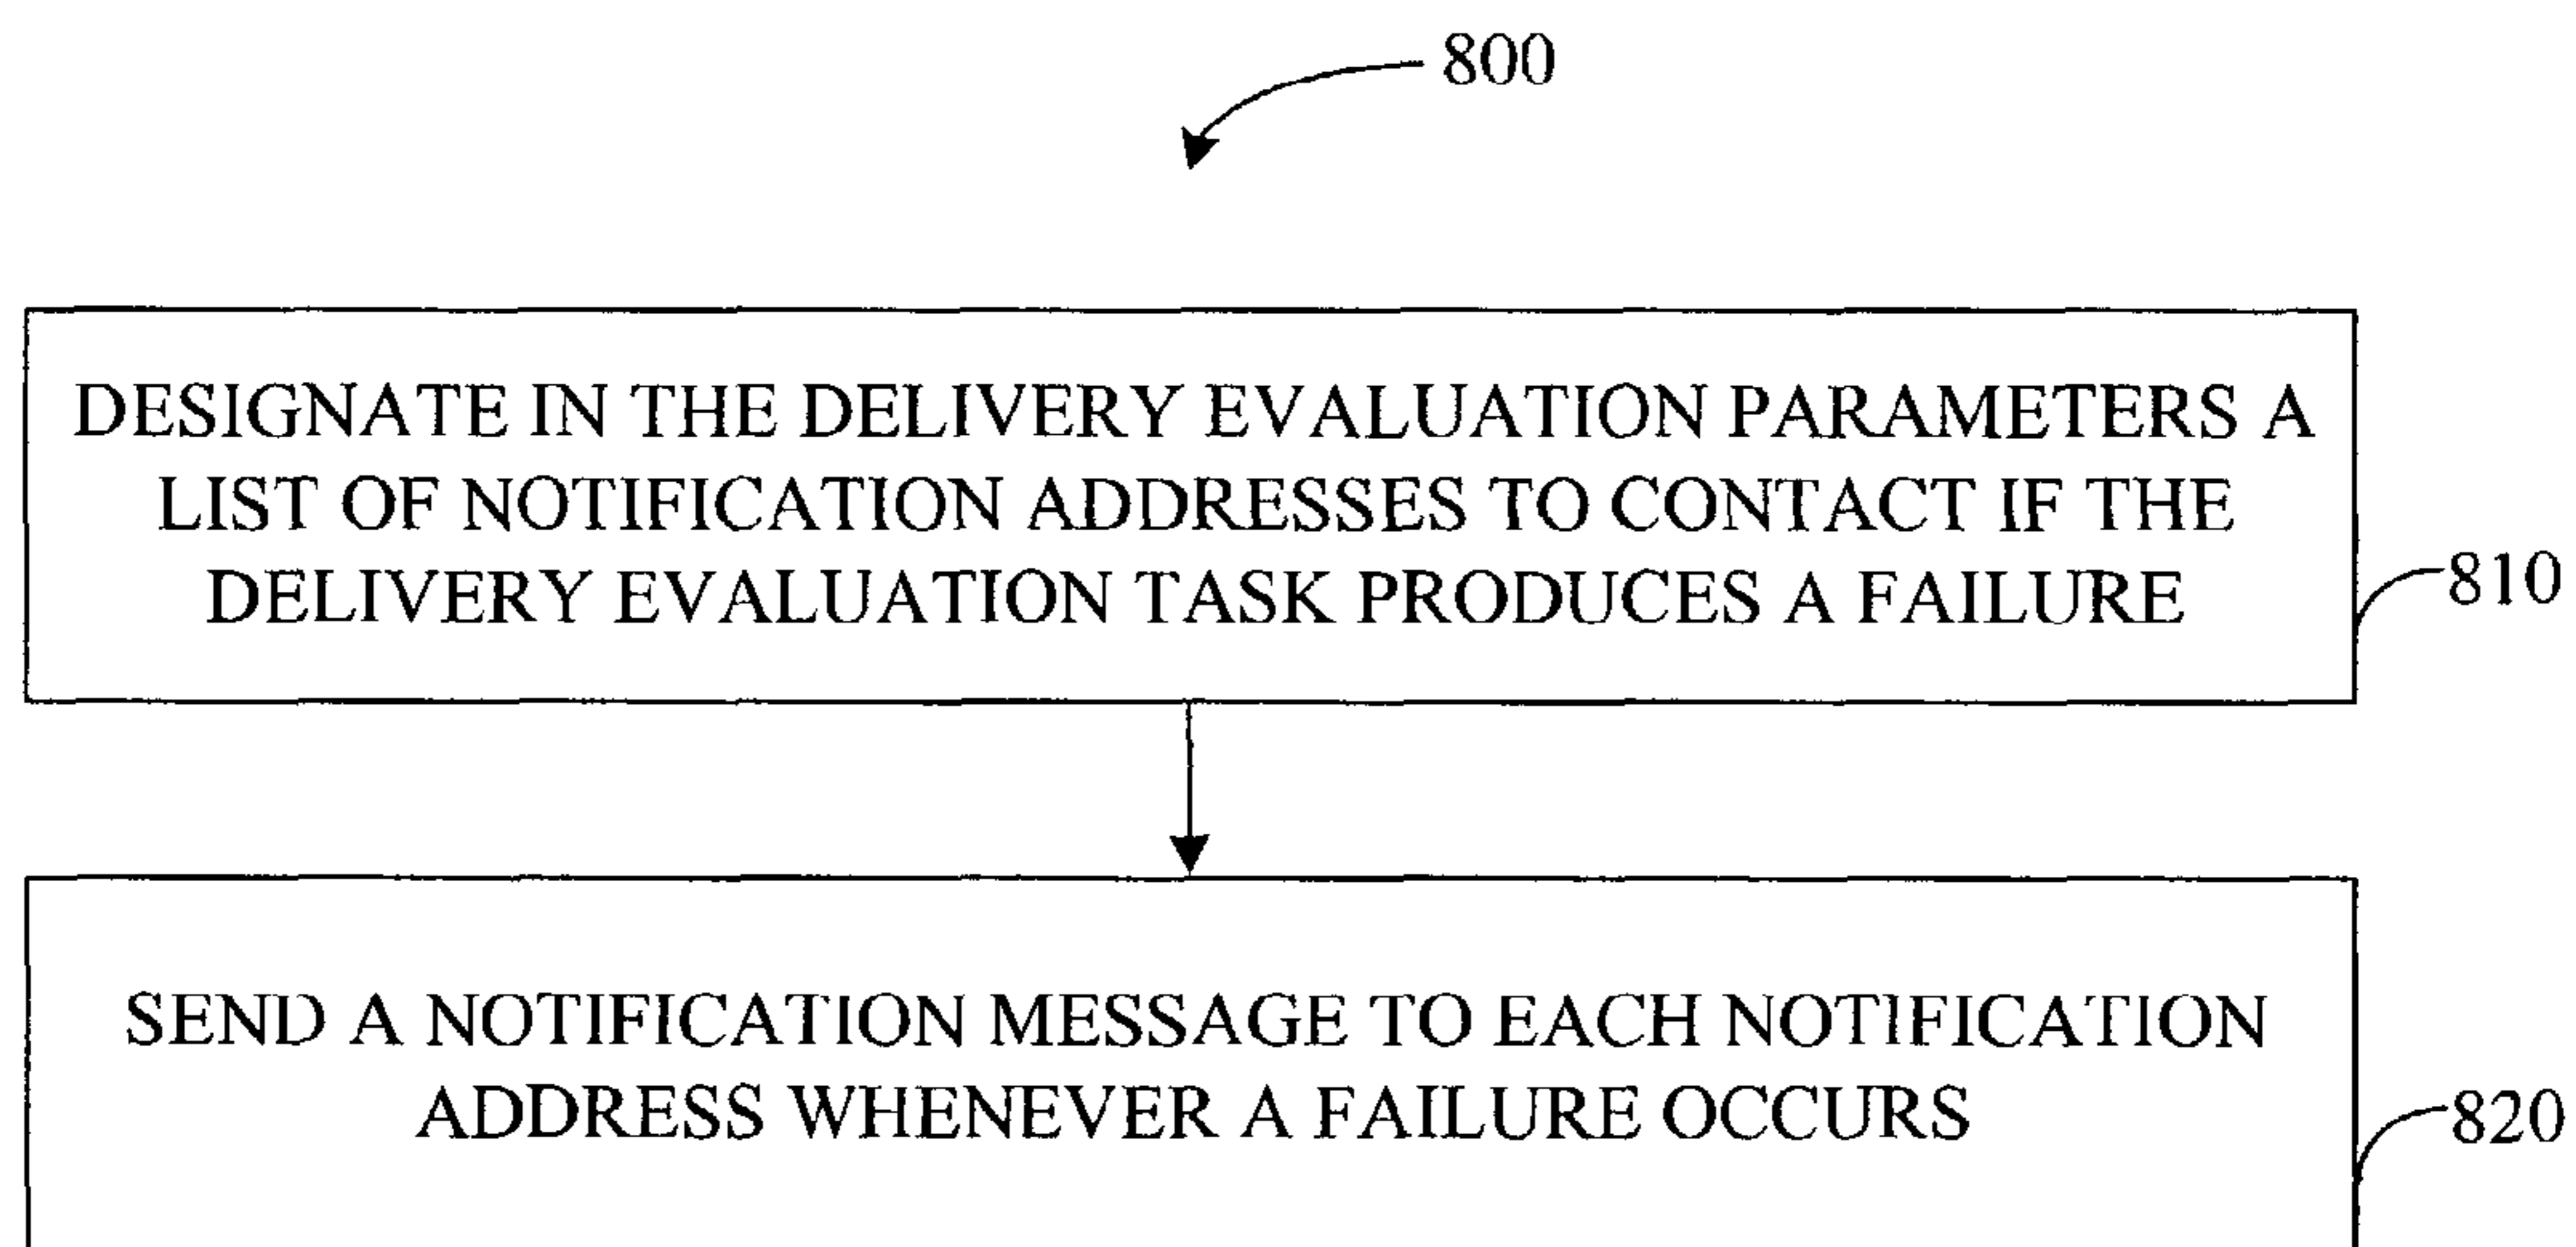 800
DESIGNATE IN THE DELIVERY EVALUATION PARAMETERS A
LIST OF NOTIFICATION ADDRESSES TO CONTACT IF THE
DELIVERY EVALUATION TASK PRODUCES A FAILURE
810
SEND A NOTIFICATION MESSAGE TO EACH NOTIFICATION
ADDRESS WHENEVER A FAILURE OCCURS
820